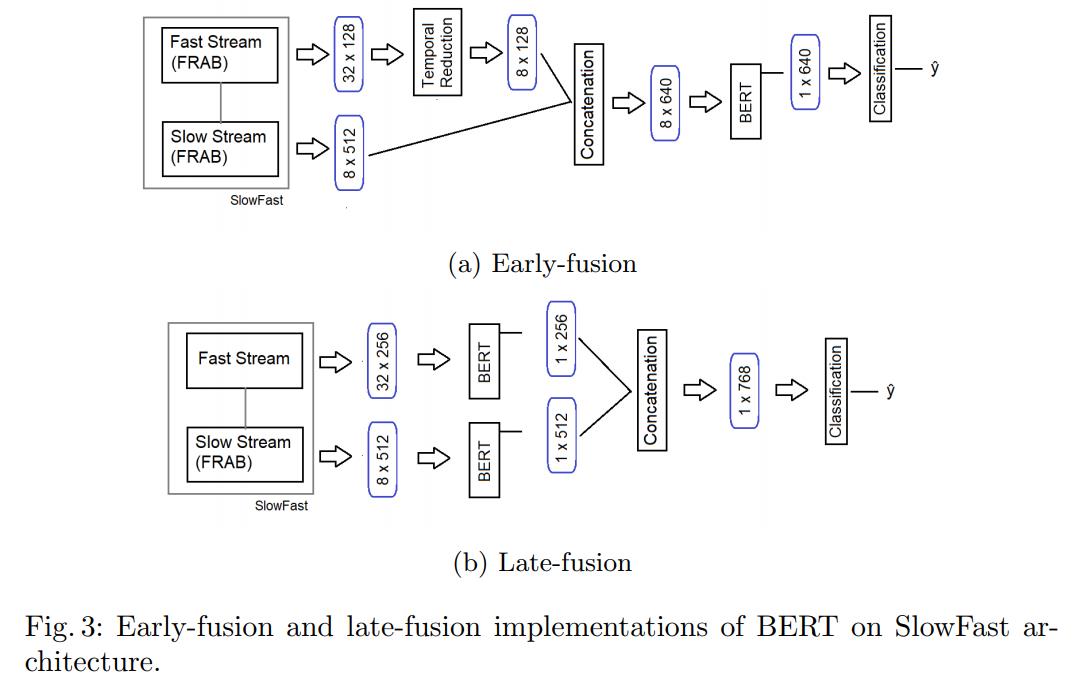 Fast Stream
(FRAB)
32 x 128
Temporal
Reduction
8 x 128
Slow Stream
(FRAB)
8 x 512
SlowFast
Concatenation
8 x 640
BERT
1 x 640
Classification
ŷ
(a) Early-fusion
Fast Stream
32 x 256
BERT
1 x 256
Slow Stream
(FRAB)
8 x 512
BERT
1 x 512
SlowFast
Concatenation
1 x 768
Classification
ŷ
(b) Late-fusion
Fig. 3: Early-fusion and late-fusion implementations of BERT on SlowFast ar-
chitecture.